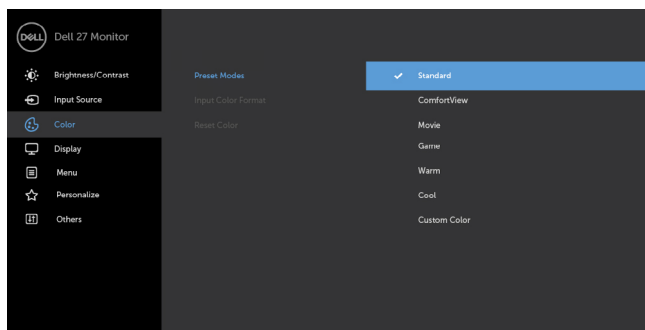 DELL Dell 27 Monitor
Brightness/Contrast Preset Modes ✓ Standard
Input Source Input Color Format ComfortView
Color Reset Color Movie
Display Game
Menu Warm
Personalize Cool
Others Custom Color